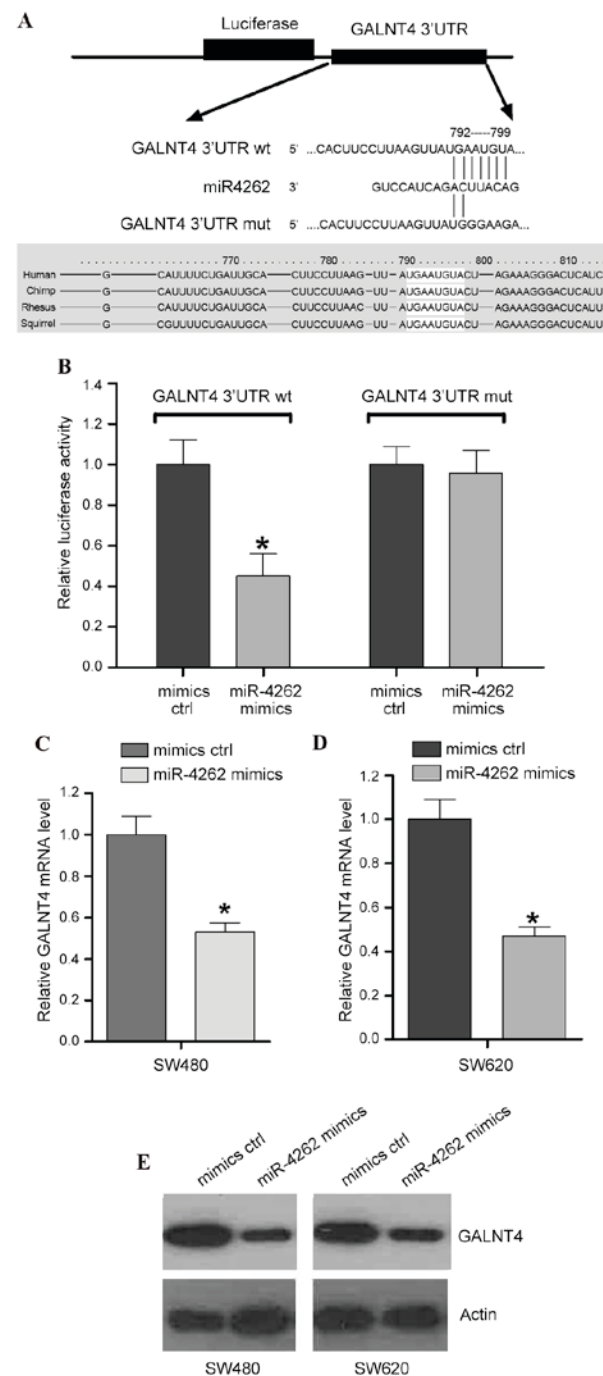 A
Luciferase
GALNT4 3'UTR
792-----799
GALNT4 3'UTR wt 5' ...CACUUCCUUAAGUUAUGAAUGUA...
miR4262 3' GUCCAUCAGACUUACAG
GALNT4 3'UTR mut 5' ...CACUUCCUUAAGUUAUGGGAAGA...
770 780 790 800 810
Human G CAUUUUCUGAUUGCA CUUCCUUAAG UU AUGAAUGUACU AGAAAGGGACUCAUC
Chimp G CAUUUUCUGAUUGCA CUUCCUUAAG UU AUGAAUGUACU AGAAAGGGACUCAUU
Rhesus G CAUUUUCUGAUUGCA CUUCCUUAAC UU AUGAAUGUACU AGAAAGGGACUCAUU
Squirrel G CGUUUUCUGAUUGCA CUUCCUUAAG UU AUGAAUGUACU AGAAAGGGACUCAUU
B
Relative luciferase activity
1.4
1.2
1.0
0.8
0.6
0.4
0.2
0.0
GALNT4 3'UTR wt
GALNT4 3'UTR mut
*
mimics ctrl
miR-4262 mimics
mimics ctrl
miR-4262 mimics
C
mimics ctrl
miR-4262 mimics
Relative GALNT4 mRNA level
1.2
1.0
0.8
0.6
0.4
0.2
0.0
*
SW480
D
mimics ctrl
miR-4262 mimics
Relative GALNT4 mRNA level
1.2
1.0
0.8
0.6
0.4
0.2
0.0
*
SW620
E
mimics ctrl
miR-4262 mimics
mimics ctrl
miR-4262 mimics
GALNT4
Actin
SW480
SW620